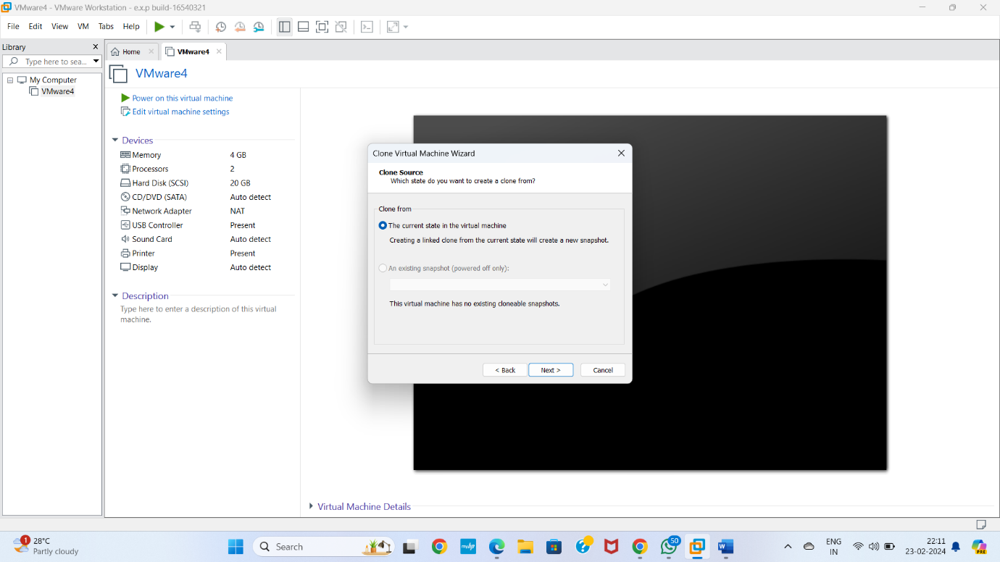 VMware4 - VMware Workstation - e.x.p build-16540321
File Edit View VM Tabs Help
Library
Type here to sea...
My Computer
VMware4
Home
VMware4
VMware4
Power on this virtual machine
Edit virtual machine settings
Devices
Memory 4 GB
Processors 2
Hard Disk (SCSI) 20 GB
CD/DVD (SATA) Auto detect
Network Adapter NAT
USB Controller Present
Sound Card Auto detect
Printer Present
Display Auto detect
Description
Type here to enter a description of this virtual
machine.
Clone Virtual Machine Wizard
Clone Source
Which state do you want to create a clone from?
Clone from
The current state in the virtual machine
Creating a linked clone from the current state will create a new snapshot.
An existing snapshot (powered off only):
This virtual machine has no existing cloneable snapshots.
< Back Next > Cancel
Virtual Machine Details
1
28°C
Partly cloudy
Search
myhp
50
ENG
IN
22:11
23-02-2024
PRE